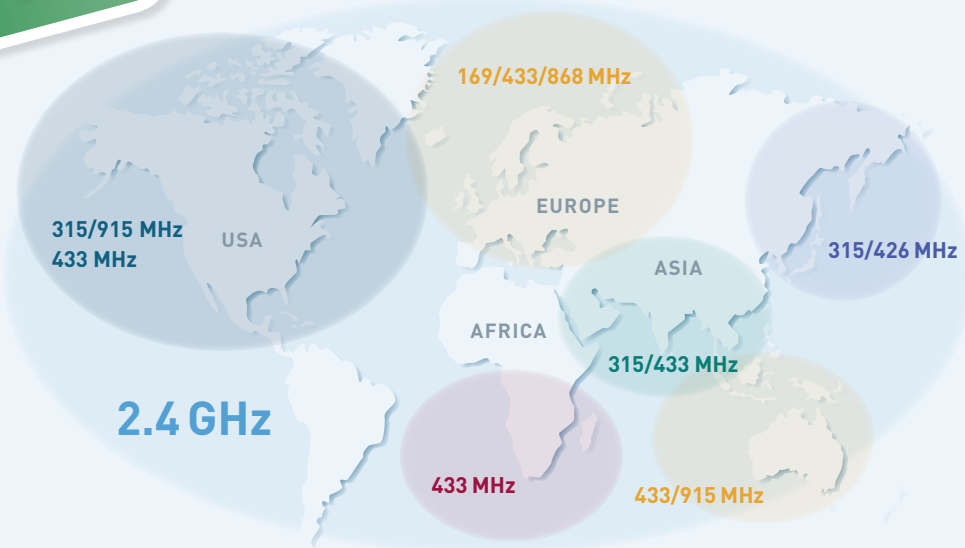 169/433/868 MHz
EUROPE
315/915 MHz
433 MHz
USA
315/426 MHz
ASIA
AFRICA
315/433 MHz
2.4 GHz
433 MHz
433/915 MHz